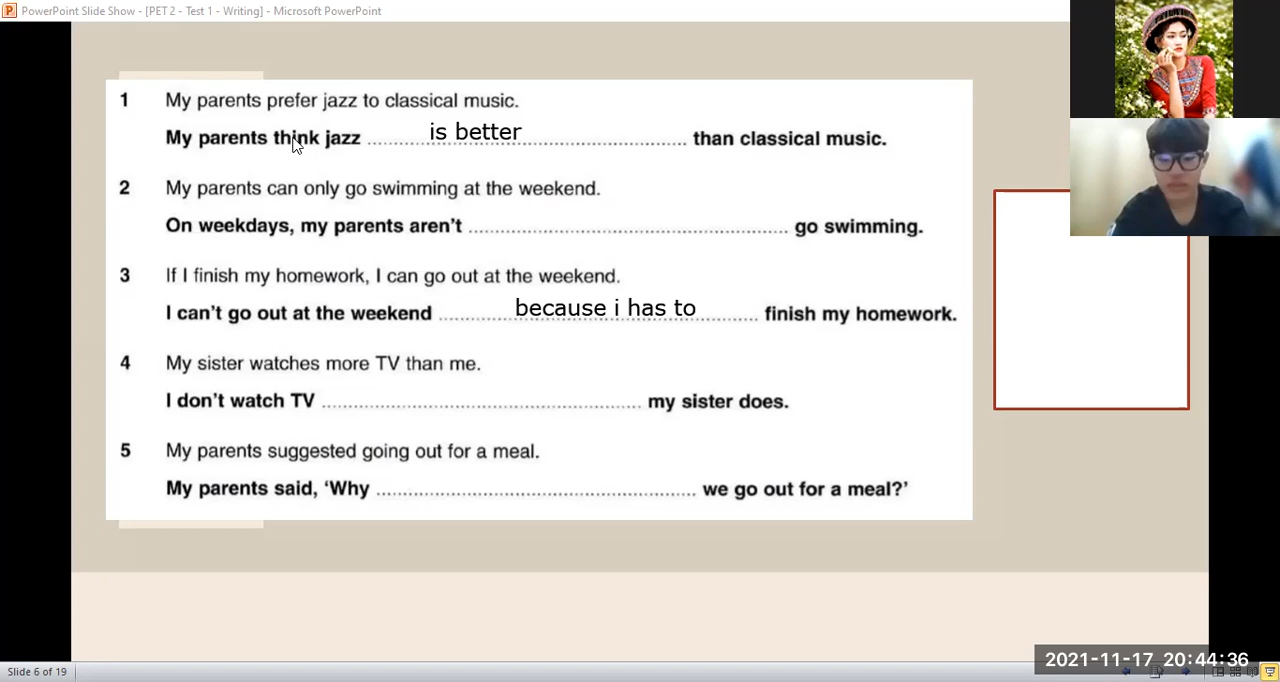 PowerPoint Slide Show - [PET 2 - Test 1 - Writing] - Microsoft PowerPoint
1 My parents prefer jazz to classical music.
My parents think jazz is better than classical music.
2 My parents can only go swimming at the weekend.
On weekdays, my parents aren't ........ go swimming.
3 If I finish my homework, I can go out at the weekend.
I can't go out at the weekend because i has to finish my homework.
4 My sister watches more TV than me.
I don't watch TV ........ my sister does.
5 My parents suggested going out for a meal.
My parents said, 'Why ........ we go out for a meal?'
2021-11-17 20:44:36
Slide 6 of 19